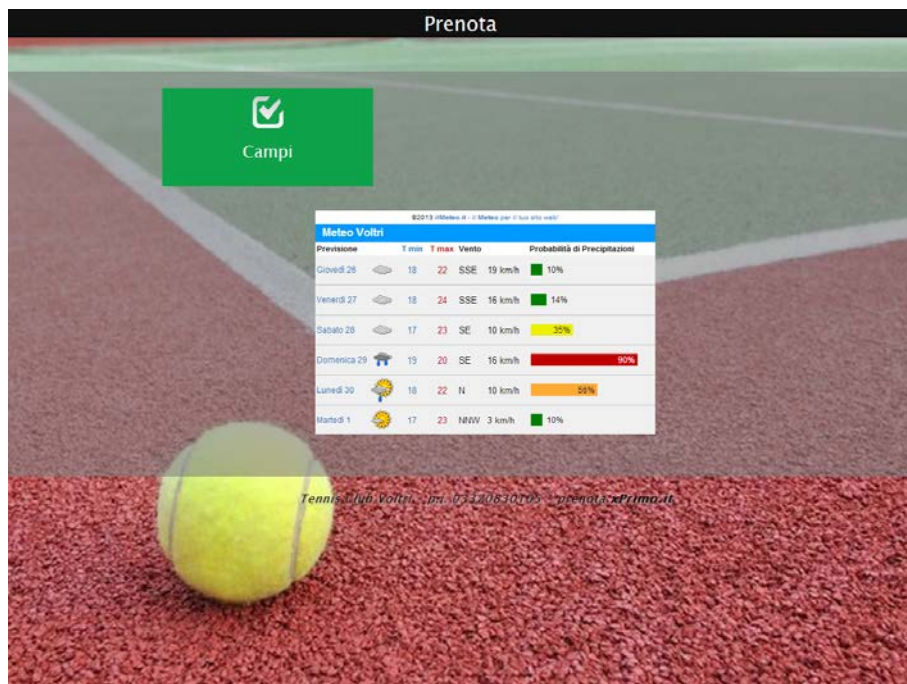 Prenota
Campi
©2013 ilMeteo.it - Il Meteo per il tuo sito web!
Meteo Voltri
Previsione T min T max Vento Probabilità di Precipitazioni
Giovedì 26 18 22 SSE 19 km/h 10%
Venerdì 27 18 24 SSE 16 km/h 14%
Sabato 28 17 23 SE 10 km/h 35%
Domenica 29 19 20 SE 16 km/h 90%
Lunedì 30 18 22 N 10 km/h 56%
Martedì 1 17 23 NNW 3 km/h 10%
Tennis Club Voltri - prenota.xPrimo.it